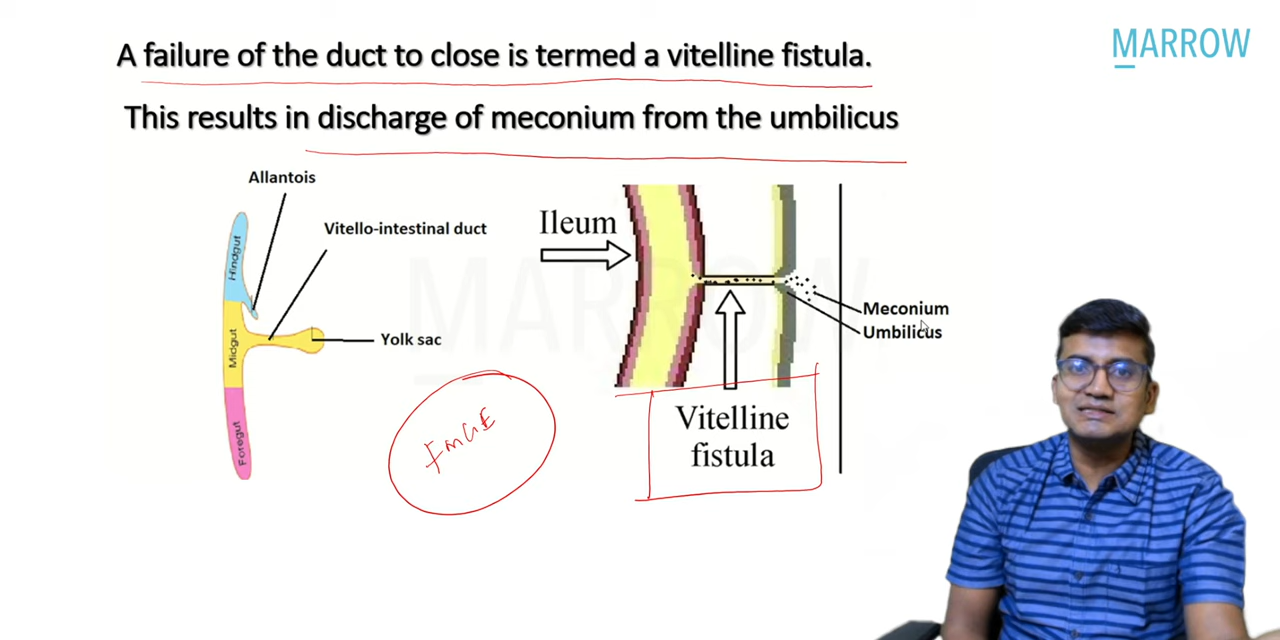 MARROW
A failure of the duct to close is termed a vitelline fistula.
This results in discharge of meconium from the umbilicus
Allantois
Vitello-intestinal duct
Hindgut
Midgut
Foregut
Yolk sac
Ileum
Meconium
Umbilicus
Vitelline
fistula
FMGE
MARROW